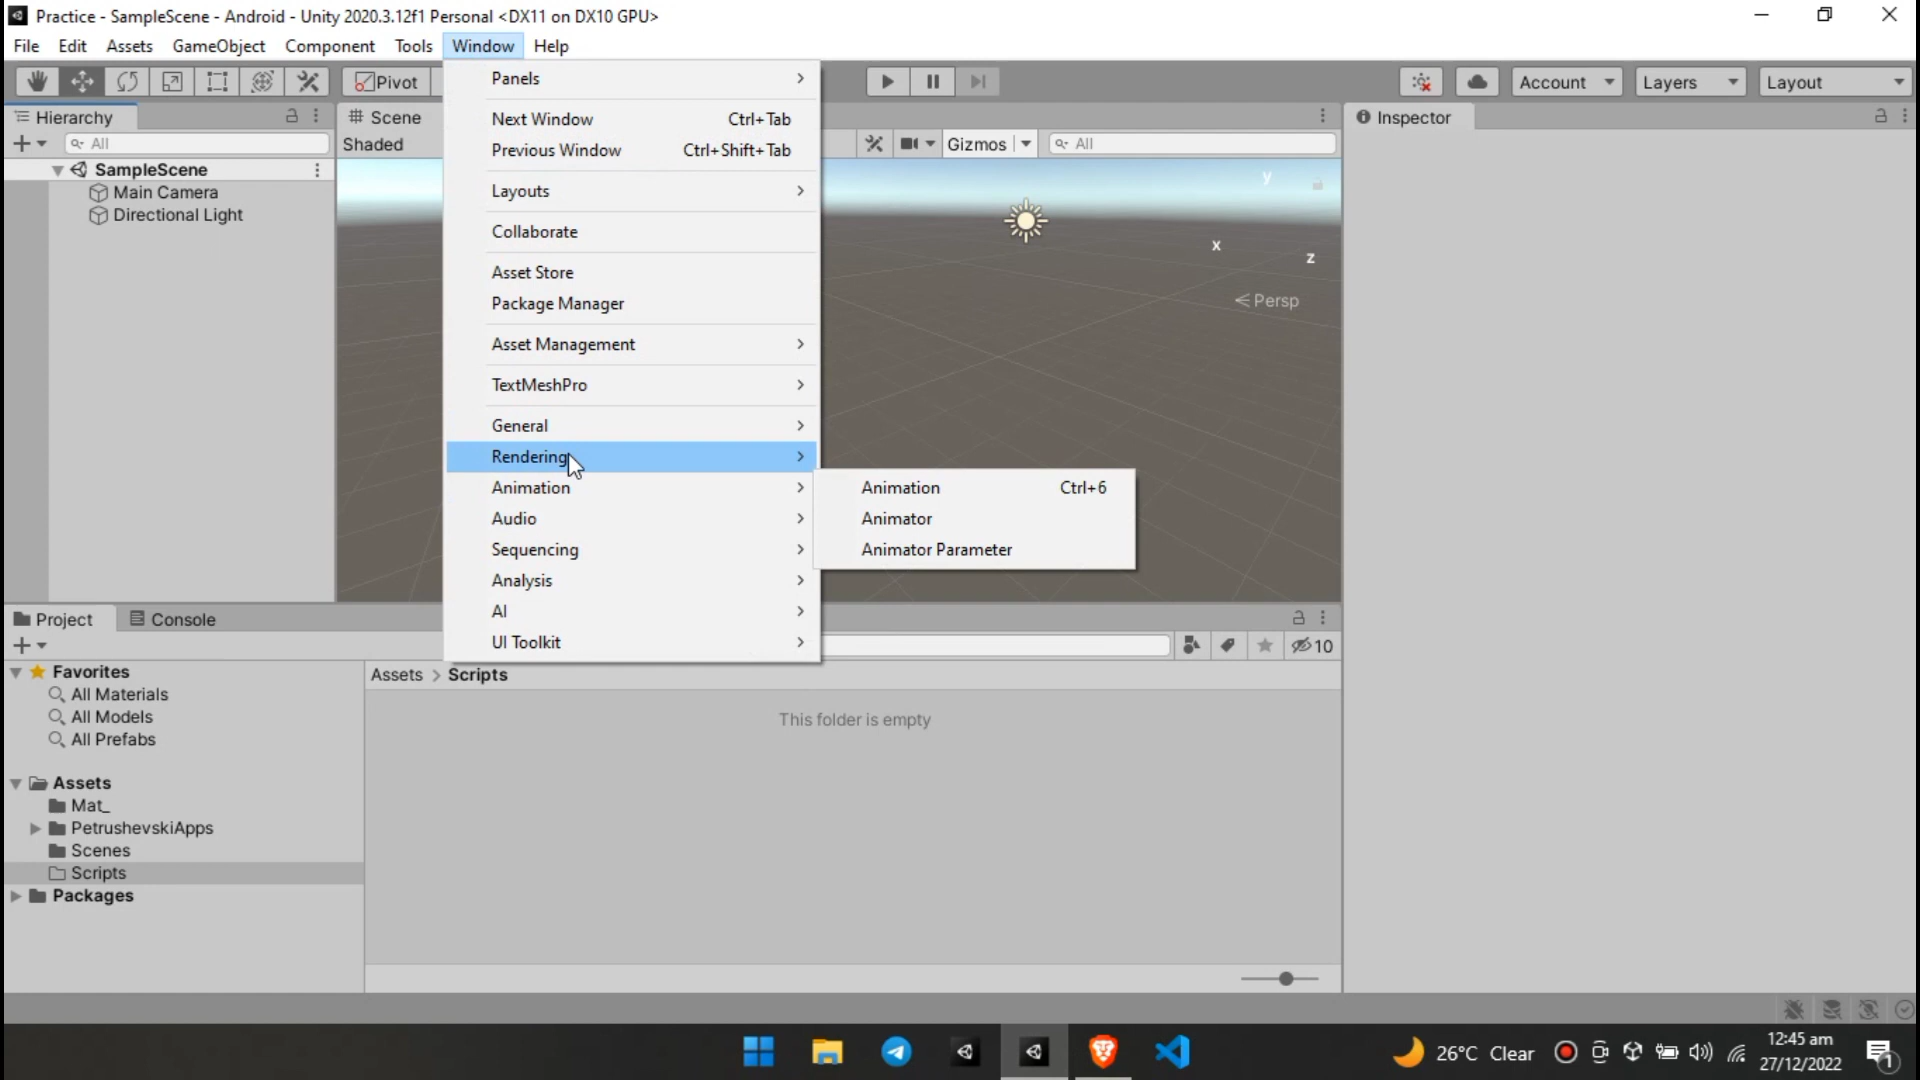 Practice - SampleScene - Android - Unity 2020.3.12f1 Personal <DX11 on DX10 GPU>
File Edit Assets GameObject Component Tools Window Help
Pivot
Account Layers Layout
Hierarchy
All
SampleScene
Main Camera
Directional Light
Scene
Shaded
Gizmos
All
y
x
z
Persp
Inspector
Panels
Next Window Ctrl+Tab
Previous Window Ctrl+Shift+Tab
Layouts
Collaborate
Asset Store
Package Manager
Asset Management
TextMeshPro
General
Rendering
Animation
Audio
Sequencing
Analysis
AI
UI Toolkit
Animation Ctrl+6
Animator
Animator Parameter
Project Console
10
Favorites
All Materials
All Models
All Prefabs
Assets
Mat_
PetrushevskiApps
Scenes
Scripts
Packages
Assets > Scripts
This folder is empty
26°C Clear
12:45 am
27/12/2022
1